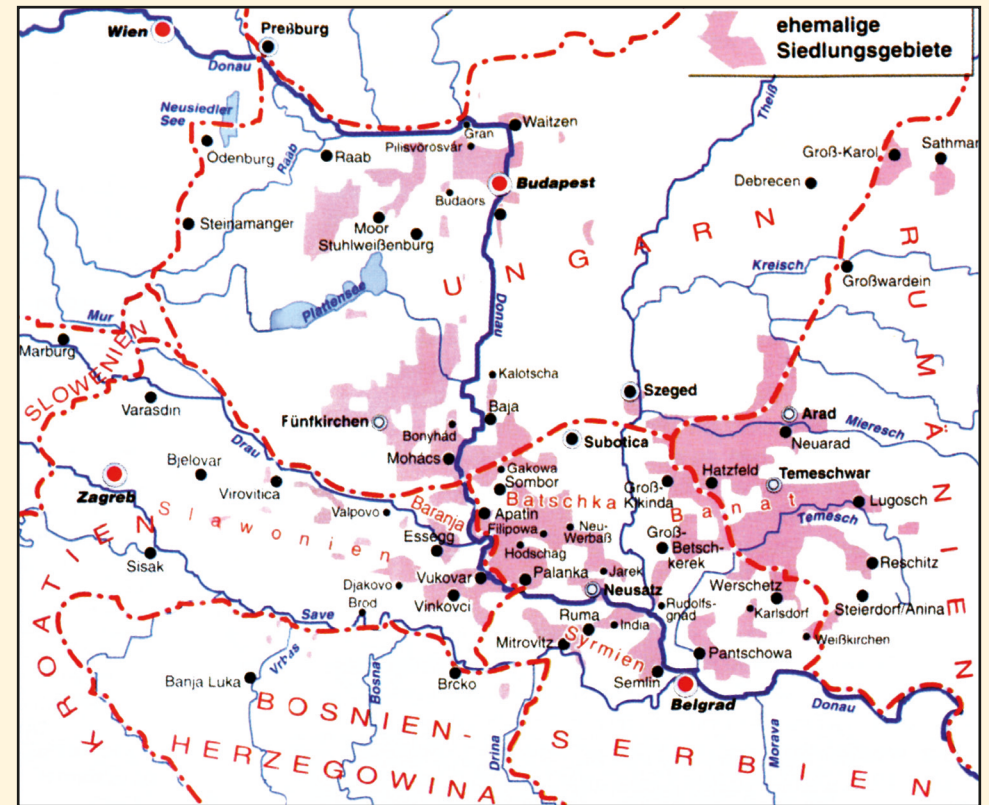 ehemalige
Siedlungsgebiete
Wien
Preßburg
Donau
Neusiedler
See
Ödenburg
Raab
Raab
Gran
Waitzen
Pilisvörösvár
Budapest
Budaörs
Theiß
Groß-Karol
Sathmar
Debrecen
Steinamanger
Moor
Stuhlweißenburg
UNGARN
Kreisch
Großwardein
RUMÄNIEN
Plattensee
Donau
Mur
Marburg
SLOWENIEN
Varasdin
Kalotscha
Szeged
Arad
Mieresch
Neuarad
Fünfkirchen
Baja
Bonyhád
Mohács
Subotica
Drau
Bjelovar
Virovitica
Zagreb
Gakowa
Sombor
Batschka
Groß-
Kikinda
Hatzfeld
Temeschwar
Banat
Lugosch
Temesch
Slawonien
Valpovo
Baranja
Apatin
Filipowa
Neu-
Werbaß
Hodschag
Essegg
Groß-
Betsch-
kerek
Reschitz
Sisak
Djakovo
Vukovar
Palanka
Jarek
Neusatz
Werschetz
Karlsdorf
Steierdorf/Anina
Brod
Vinkovci
Ruma
India
Rudolfs-
gnad
Weißkirchen
Save
Mitrovitz
Syrmien
Pantschowa
KROATIEN
Banja Luka
Vrbas
Bosna
Brcko
Semlin
Belgrad
Donau
BOSNIEN-
HERZEGOWINA
Drina
SERBIEN
Morava